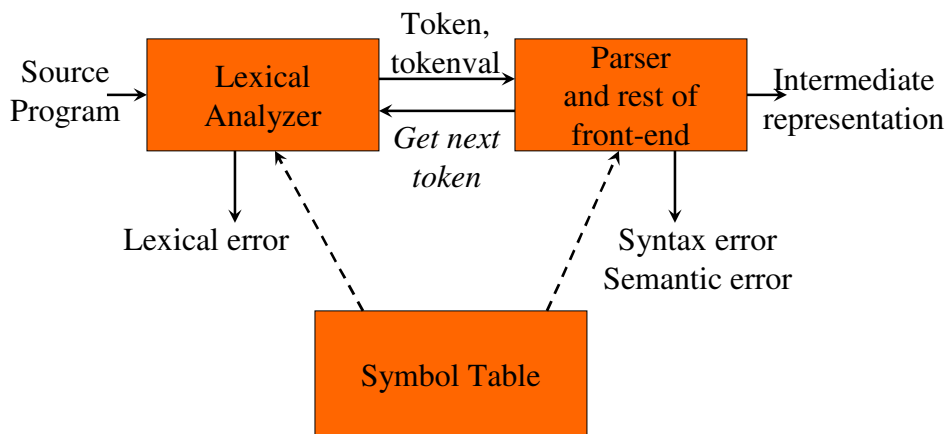 Source
Program
Lexical
Analyzer
Token,
tokenval
Get next
token
Parser
and rest of
front-end
Intermediate
representation
Lexical error
Syntax error
Semantic error
Symbol Table